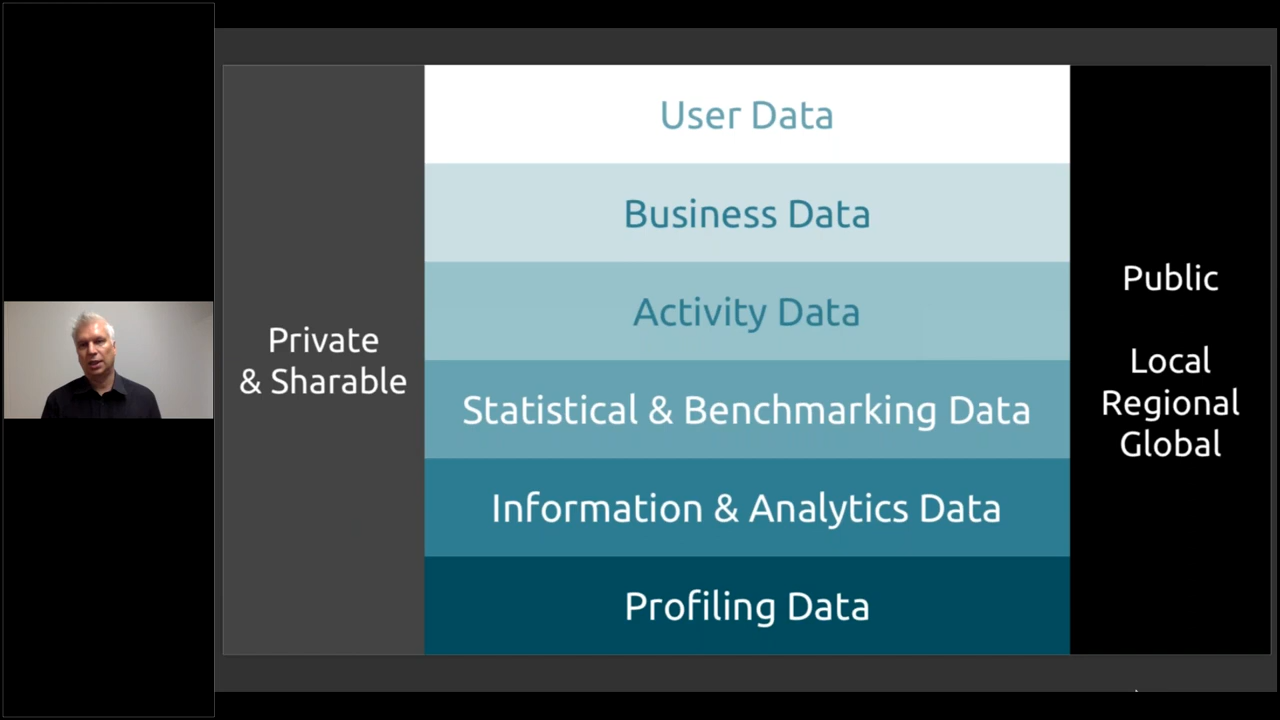 Private
& Sharable
User Data
Business Data
Activity Data
Statistical & Benchmarking Data
Information & Analytics Data
Profiling Data
Public
Local
Regional
Global